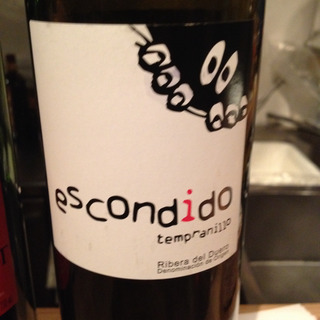 escondido
tempranillo
Ribera del Duero
Denominación de Origen
T